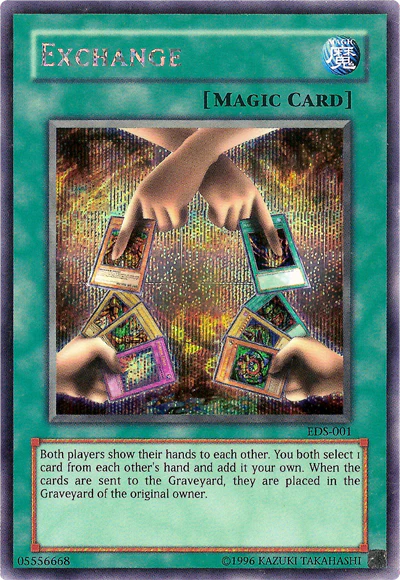 EXCHANGE
MAGIC
魔
[MAGIC CARD]
EDS-001
Both players show their hands to each other. You both select 1
card from each other's hand and add it your own. When the
cards are sent to the Graveyard, they are placed in the
Graveyard of the original owner.
05556668
©1996 KAZUKI TAKAHASHI